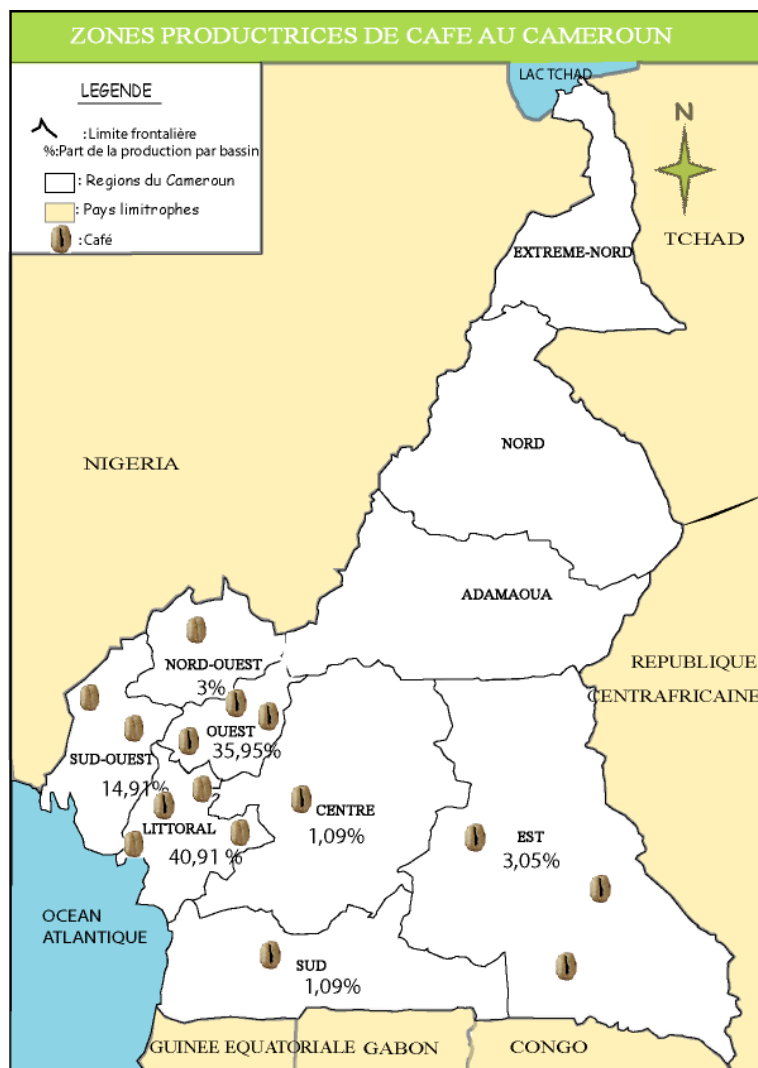 ZONES PRODUCTRICES DE CAFE AU CAMEROUN
LEGENDE
: Limite frontalière
%:Part de la production par bassin
: Regions du Cameroun
: Pays limitrophes
: Café
LAC TCHAD
N
TCHAD
EXTREME-NORD
NORD
NIGERIA
ADAMAOUA
REPUBLIQUE
CENTRAFRICAINE
NORD-OUEST
3%
OUEST
35,95%
SUD-OUEST
14,91%
LITTORAL
40,91 %
CENTRE
1,09%
EST
3,05%
OCEAN
ATLANTIQUE
SUD
1,09%
GUINEE EQUATORIALE
GABON
CONGO